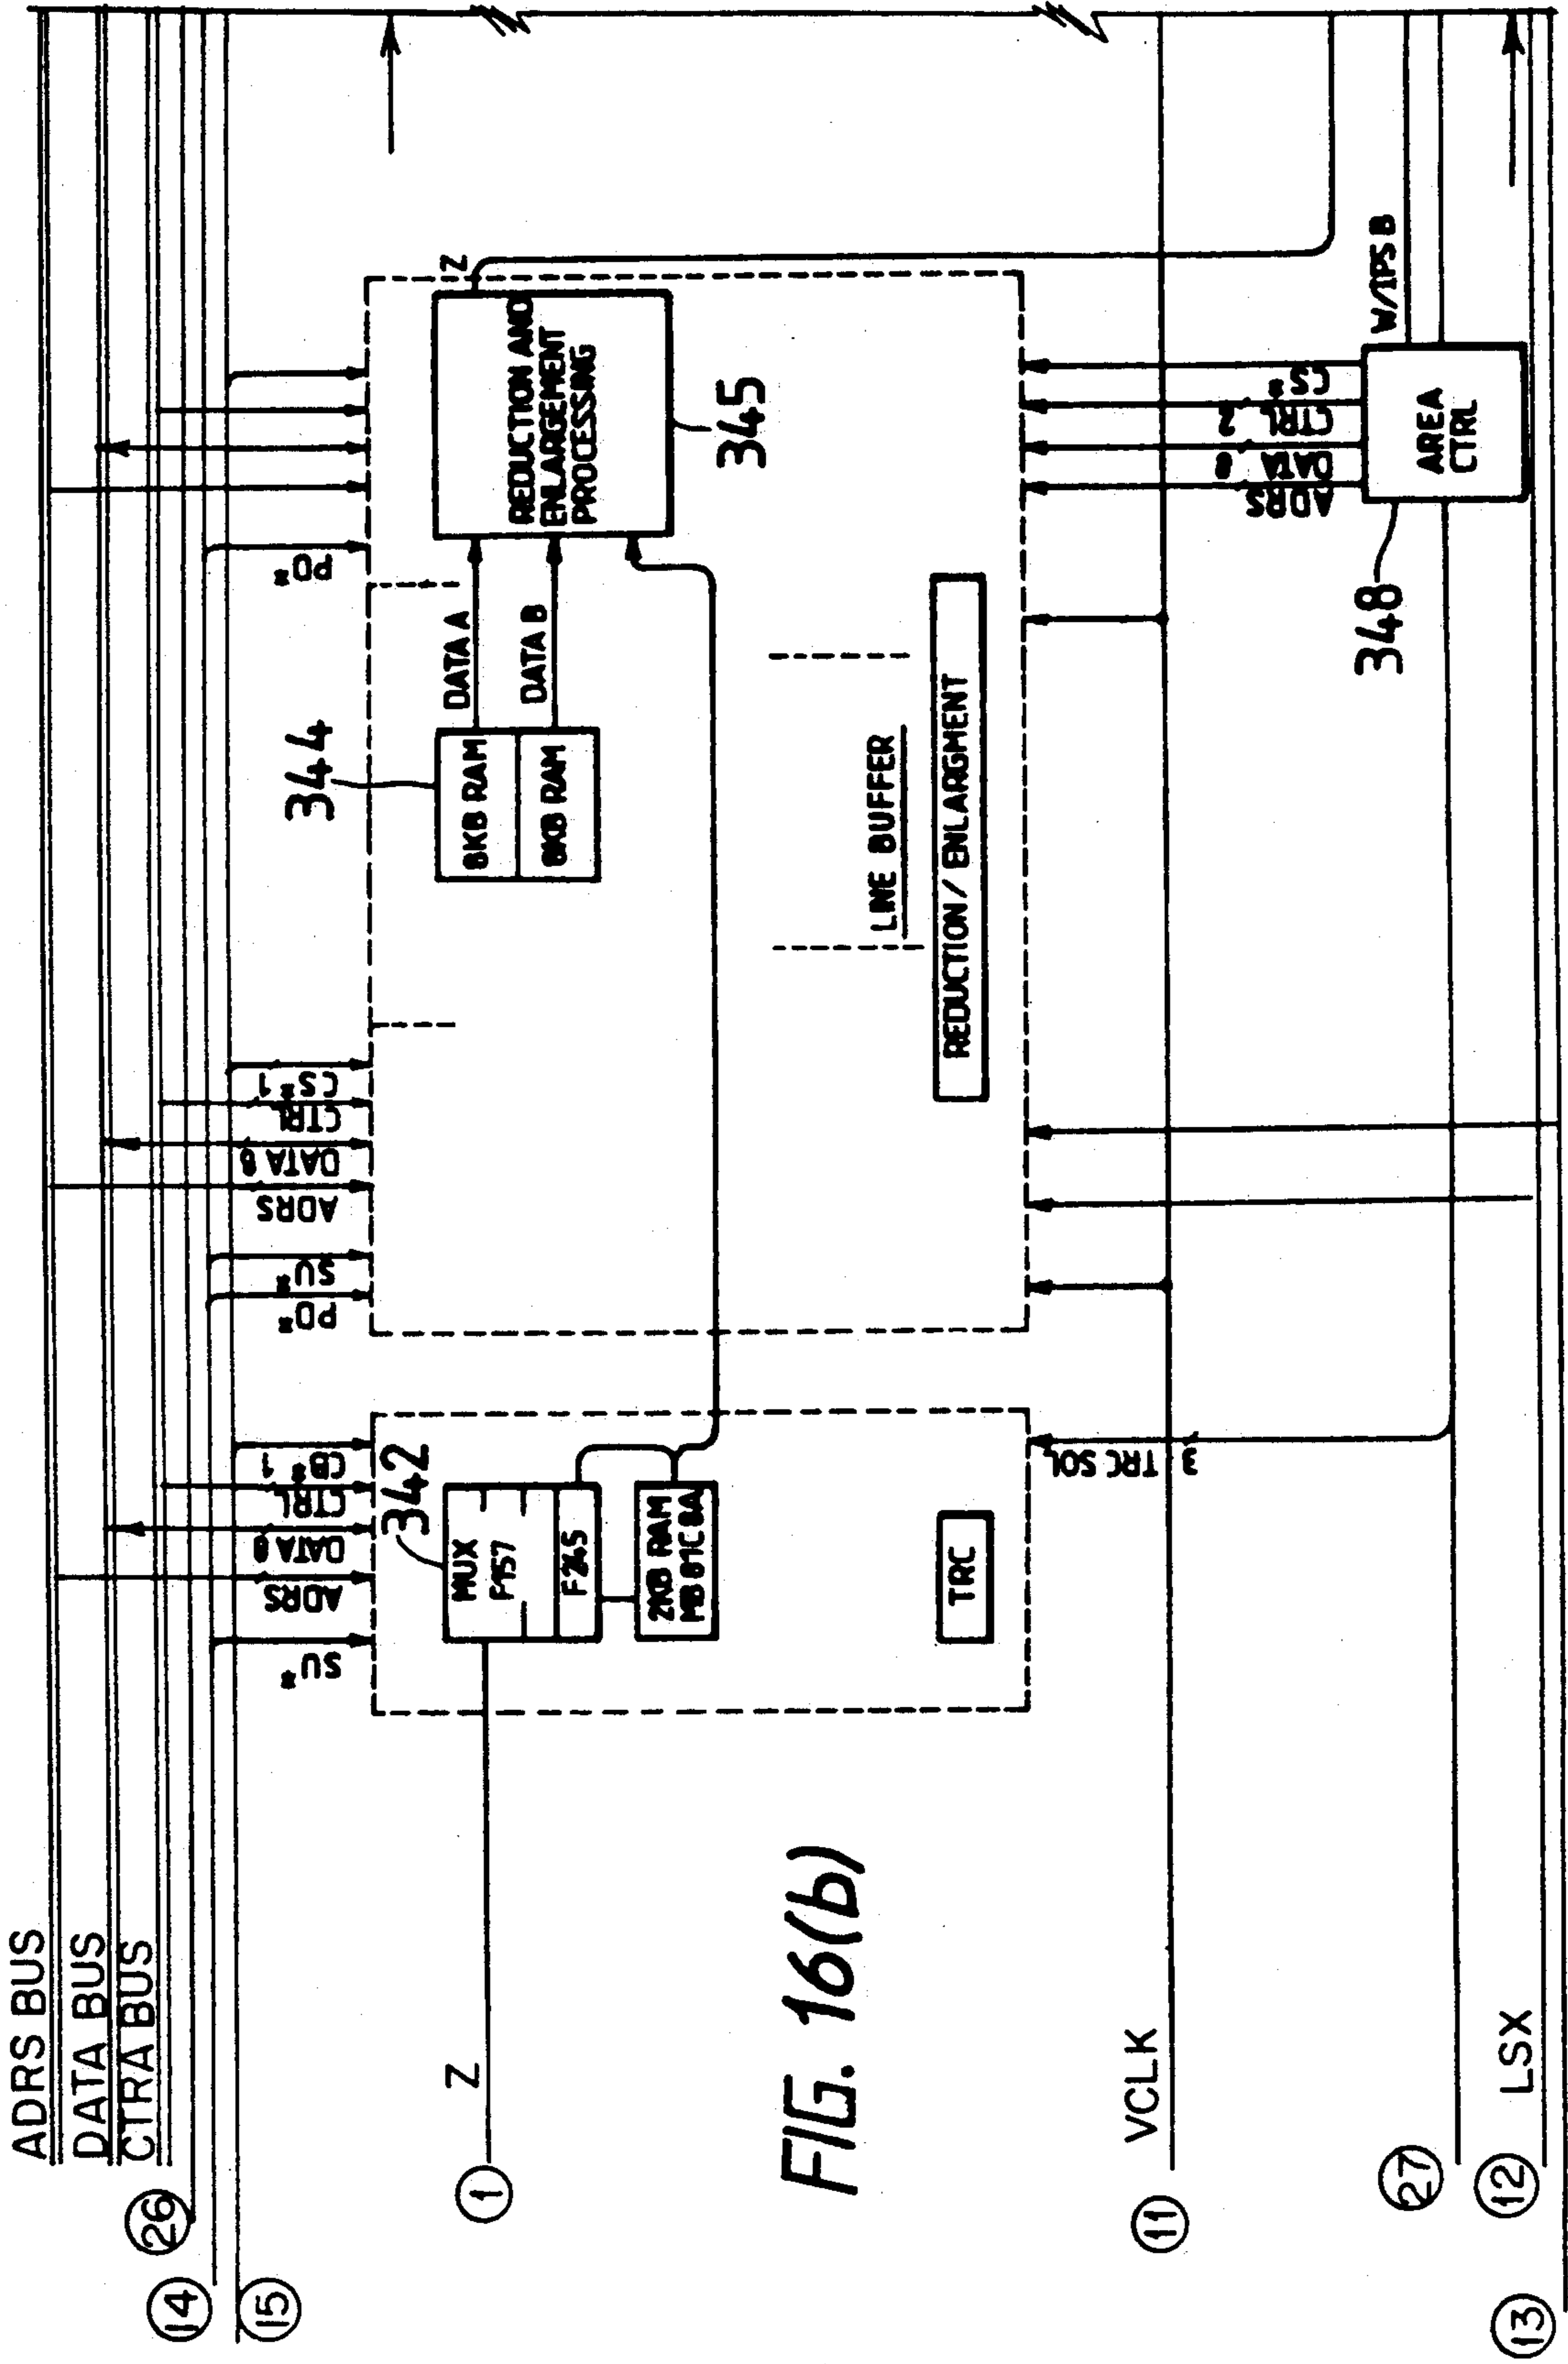 ADRS BUS
DATA BUS
CTRA BUS
26
14
15
SU*
ADRS
DATA 8
CTRL
CB* 1
PO*
SU*
ADRS
DATA 8
CTRL
CS* 1
PO*
1
Z
342
MUX
F157
F245
2KB RAM
MB 81C 8A
TRC
344
8KB RAM
8KB RAM
DATA A
DATA B
REDUCTION AND
ENLARGEMENT
PROCESSING
Z
345
LINE BUFFER
REDUCTION / ENLARGMENT
FIG. 16(b)
11
VCLK
3 TRC SOL
ADRS
DATA 8
CTRL 2
CS*
348
AREA
CTRL
W/IPS B
27
12
LSX
13